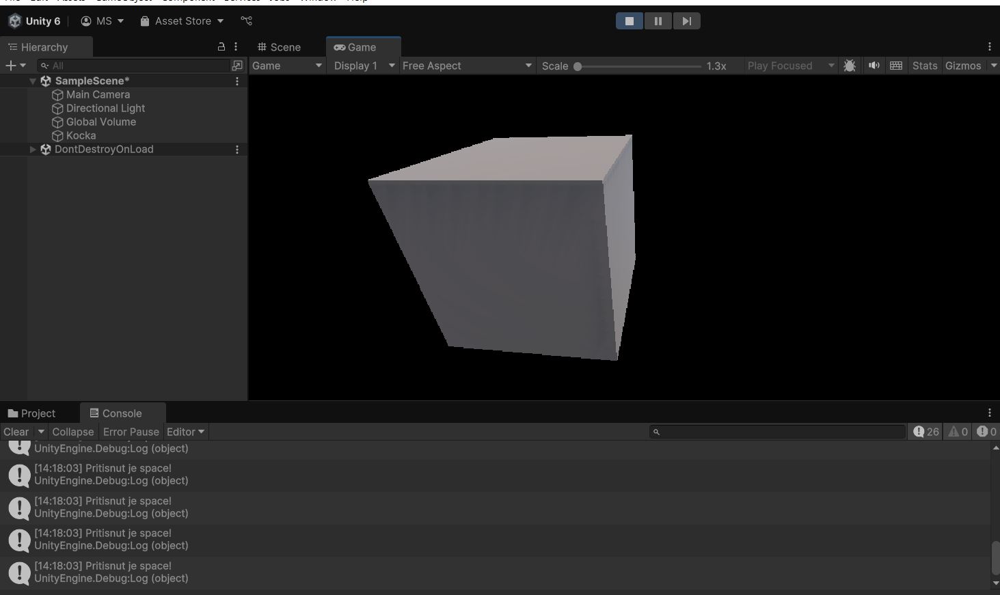 Unity 6 MS Asset Store
Hierarchy Scene Game
All Game Display 1 Free Aspect Scale 1.3x Play Focused Stats Gizmos
SampleScene*
Main Camera
Directional Light
Global Volume
Kocka
DontDestroyOnLoad
Project Console
Clear Collapse Error Pause Editor 26 0 0
UnityEngine.Debug:Log (object)
[14:18:03] Pritisnut je space!
UnityEngine.Debug:Log (object)
[14:18:03] Pritisnut je space!
UnityEngine.Debug:Log (object)
[14:18:03] Pritisnut je space!
UnityEngine.Debug:Log (object)
[14:18:03] Pritisnut je space!
UnityEngine.Debug:Log (object)